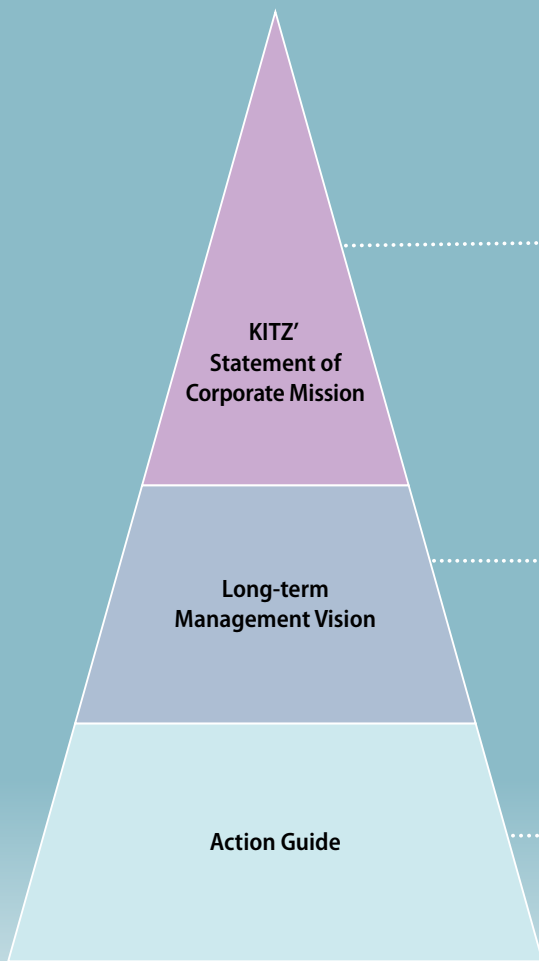 KITZ’
Statement of
Corporate Mission
Long-term
Management Vision
Action Guide